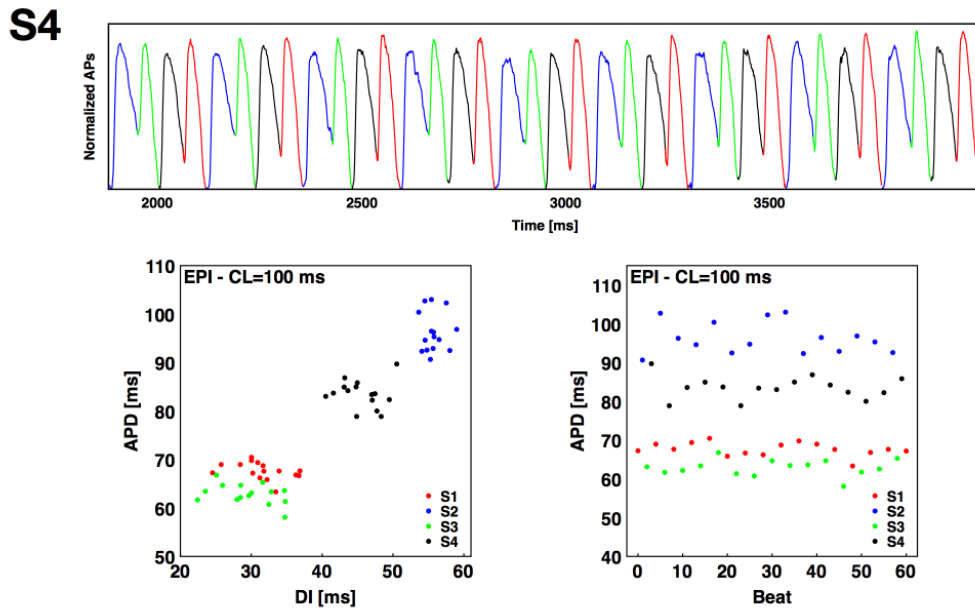 S4
Normalized APs
2000 2500 3000 3500
Time [ms]
EPI - CL=100 ms
110
100
90
80
70
60
50
20 30 40 50 60
APD [ms]
DI [ms]
S1
S2
S3
S4
EPI - CL=100 ms
110
100
90
80
70
60
50
40
0 10 20 30 40 50 60
APD [ms]
Beat
S1
S2
S3
S4